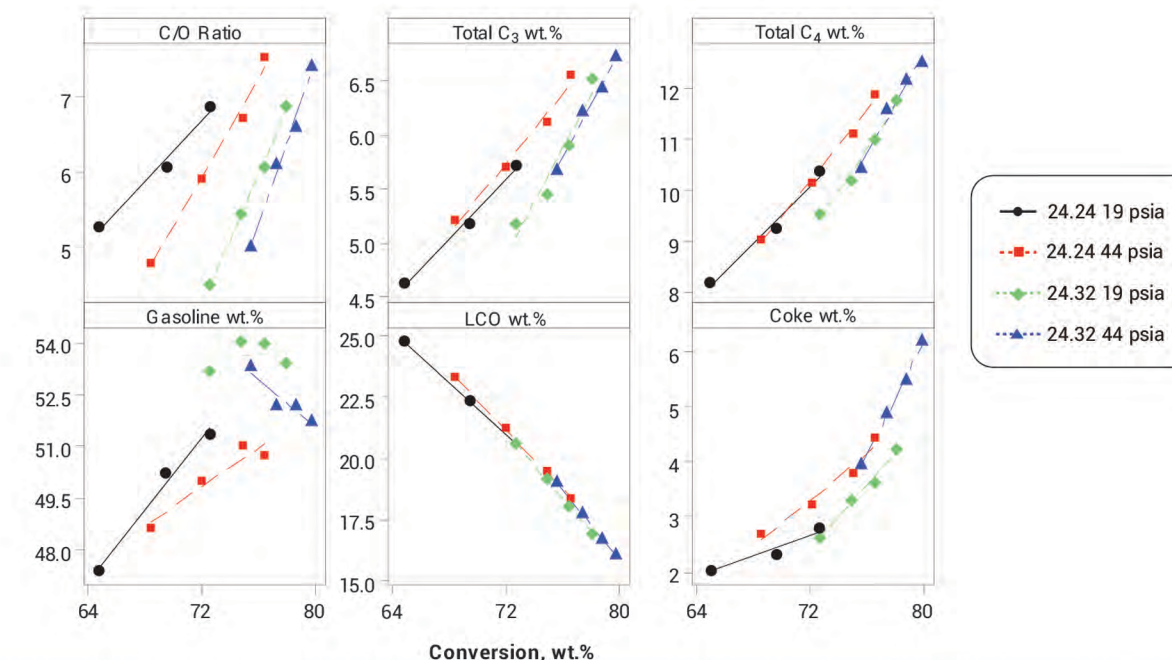 C/O Ratio
Total C₃ wt.%
Total C₄ wt.%
7
6
5
6.5
6.0
5.5
5.0
4.5
12
11
10
9
8
24.24 19 psia
24.24 44 psia
24.32 19 psia
24.32 44 psia
Gasoline wt.%
LCO wt.%
Coke wt.%
54.0
52.5
51.0
49.5
48.0
25.0
22.5
20.0
17.5
15.0
6
5
4
3
2
64 72 80
64 72 80
64 72 80
Conversion, wt.%